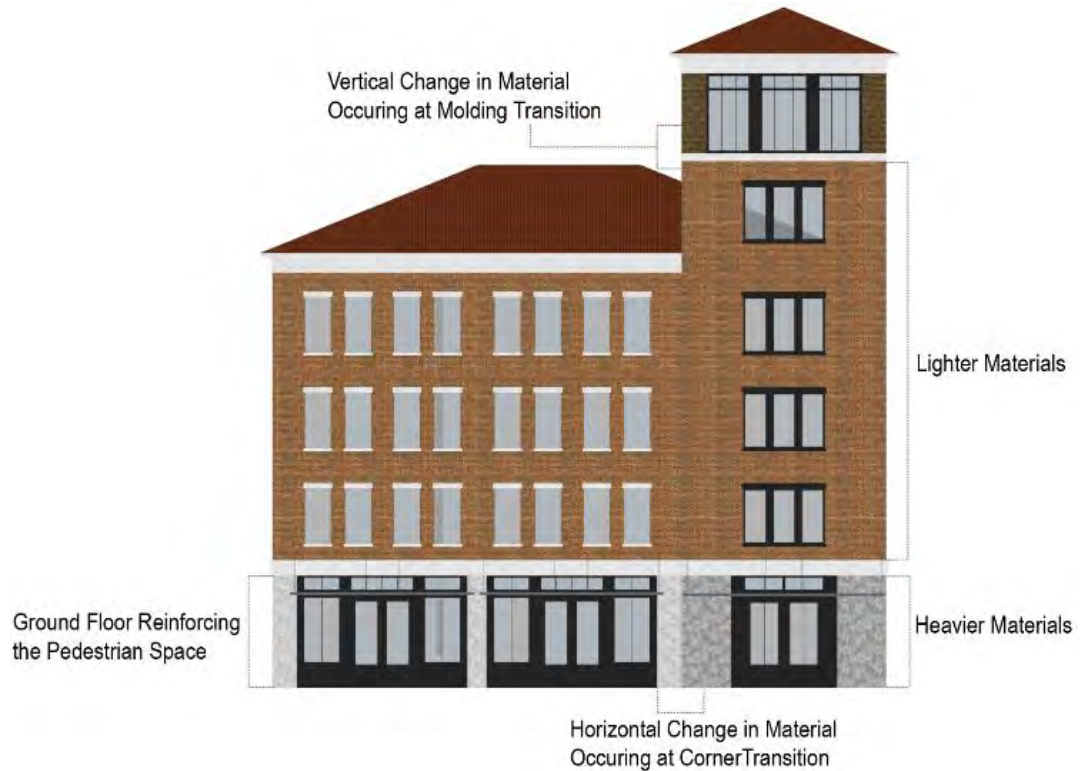 Vertical Change in Material
Occuring at Molding Transition
Lighter Materials
Ground Floor Reinforcing
the Pedestrian Space
Heavier Materials
Horizontal Change in Material
Occuring at CornerTransition